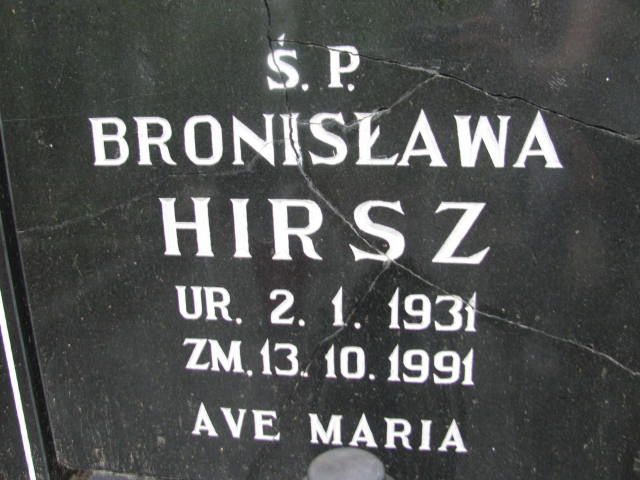 Ś. P.
BRONISŁAWA
HIRSZ
UR. 2. 1. 1931
ZM. 13. 10. 1991
AVE MARIA